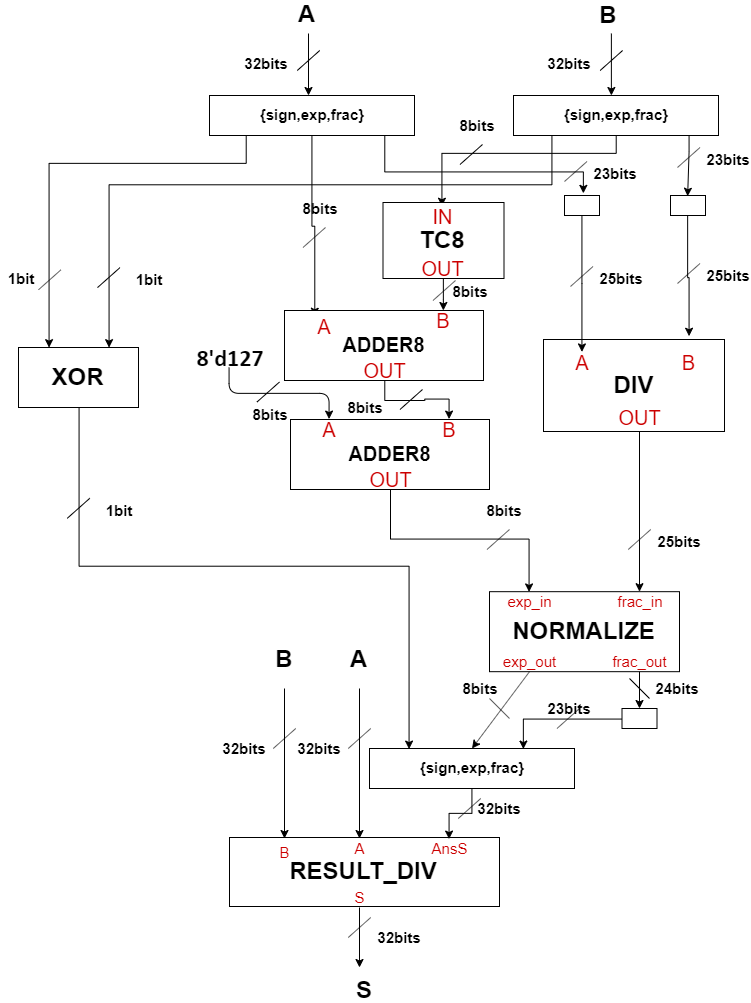 A
B
32bits
32bits
{sign,exp,frac}
{sign,exp,frac}
8bits
23bits
23bits
8bits
IN
TC8
OUT
1bit
1bit
8bits
25bits
25bits
A
B
ADDER8
OUT
8'd127
8bits
8bits
A
B
ADDER8
OUT
XOR
A
B
DIV
OUT
1bit
8bits
25bits
exp_in
frac_in
NORMALIZE
exp_out
frac_out
B
A
8bits
24bits
23bits
32bits
32bits
{sign,exp,frac}
32bits
B
A
AnsS
RESULT_DIV
S
32bits
S